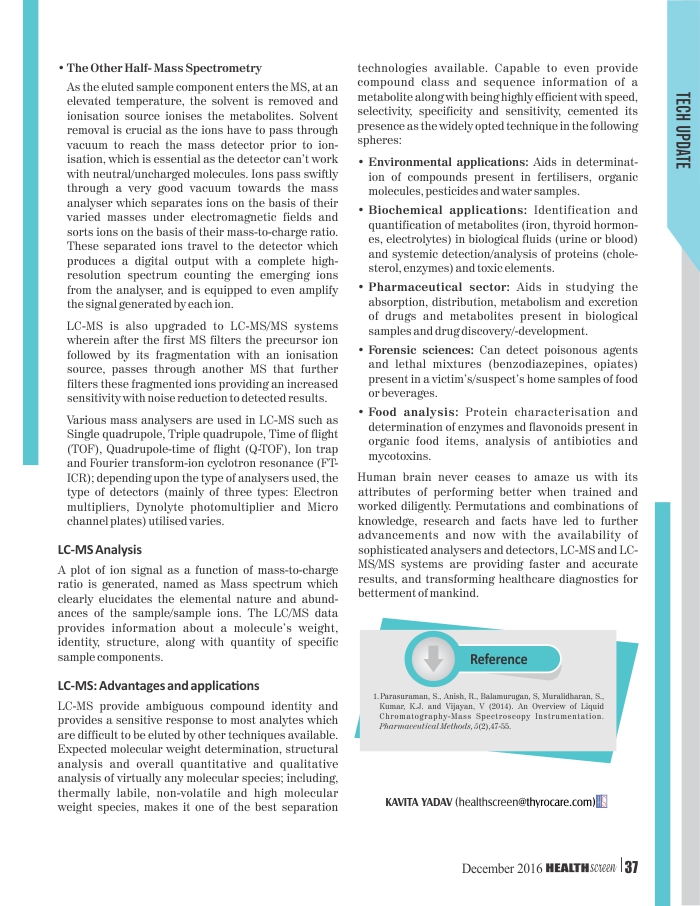 • The Other Half- Mass Spectrometry
As the eluted sample component enters the MS, at an
elevated temperature, the solvent is removed and
ionisation source ionises the metabolites. Solvent
removal is crucial as the ions have to pass through
vacuum to reach the mass detector prior to ion-
isation, which is essential as the detector can't work
with neutral/uncharged molecules. Ions pass swiftly
through a very good vacuum towards the mass
analyser which separates ions on the basis of their
varied masses under electromagnetic fields and
sorts ions on the basis of their mass-to-charge ratio.
These separated ions travel to the detector which
produces a digital output with a complete high-
resolution spectrum counting the emerging ions
from the analyser, and is equipped to even amplify
the signal generated by each ion.
LC-MS is also upgraded to LC-MS/MS systems
wherein after the first MS filters the precursor ion
followed by its fragmentation with an ionisation
source, passes through another MS that further
filters these fragmented ions providing an increased
sensitivity with noise reduction to detected results.
Various mass analysers are used in LC-MS such as
Single quadrupole, Triple quadrupole, Time of flight
(TOF), Quadrupole-time of flight (Q-TOF), Ion trap
and Fourier transform-ion cyclotron resonance (FT-
ICR); depending upon the type of analysers used, the
type of detectors (mainly of three types: Electron
multipliers, Dynolyte photomultiplier and Micro
channel plates) utilised varies.
LC-MS Analysis
A plot of ion signal as a function of mass-to-charge
ratio is generated, named as Mass spectrum which
clearly elucidates the elemental nature and abund-
ances of the sample/sample ions. The LC/MS data
provides information about a molecule's weight,
identity, structure, along with quantity of specific
sample components.
LC-MS: Advantages and applications
LC-MS provide ambiguous compound identity and
provides a sensitive response to most analytes which
are difficult to be eluted by other techniques available.
Expected molecular weight determination, structural
analysis and overall quantitative and qualitative
analysis of virtually any molecular species; including,
thermally labile, non-volatile and high molecular
weight species, makes it one of the best separation
technologies available. Capable to even provide
compound class and sequence information of a
metabolite along with being highly efficient with speed,
selectivity, specificity and sensitivity, cemented its
presence as the widely opted technique in the following
spheres:
• Environmental applications: Aids in determinat-
ion of compounds present in fertilisers, organic
molecules, pesticides and water samples.
• Biochemical applications: Identification and
quantification of metabolites (iron, thyroid hormon-
es, electrolytes) in biological fluids (urine or blood)
and systemic detection/analysis of proteins (chole-
sterol, enzymes) and toxic elements.
• Pharmaceutical sector: Aids in studying the
absorption, distribution, metabolism and excretion
of drugs and metabolites present in biological
samples and drug discovery/-development.
• Forensic sciences: Can detect poisonous agents
and lethal mixtures (benzodiazepines, opiates)
present in a victim's/suspect's home samples of food
or beverages.
• Food analysis: Protein characterisation and
determination of enzymes and flavonoids present in
organic food items, analysis of antibiotics and
mycotoxins.
Human brain never ceases to amaze us with its
attributes of performing better when trained and
worked diligently. Permutations and combinations of
knowledge, research and facts have led to further
advancements and now with the availability of
sophisticated analysers and detectors, LC-MS and LC-
MS/MS systems are providing faster and accurate
results, and transforming healthcare diagnostics for
betterment of mankind.
Reference
1. Parasuraman, S., Anish, R., Balamurugan, S, Muralidharan, S.,
Kumar, K.J. and Vijayan, V (2014). An Overview of Liquid
Chromatography-Mass Spectroscopy Instrumentation.
Pharmaceutical Methods, 5(2),47-55.
KAVITA YADAV (healthscreen@thyrocare.com)
TECH UPDATE
December 2016 HEALTHscreen 37